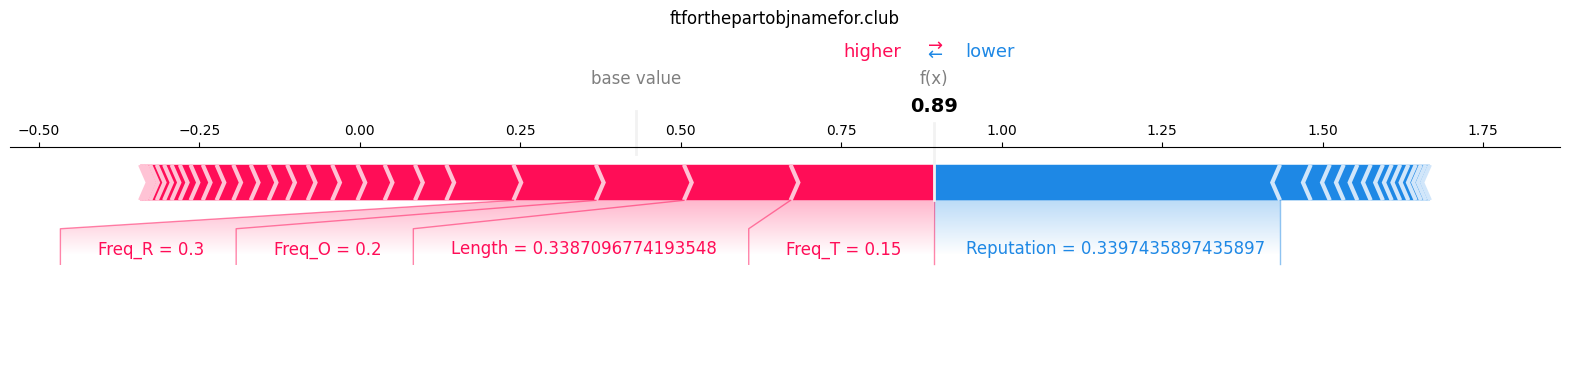 ftforthepartobjnamefor.club
higher ⇄ lower
base value f(x)
0.89
−0.50 −0.25 0.00 0.25 0.50 0.75 1.00 1.25 1.50 1.75
Freq_R = 0.3 Freq_O = 0.2 Length = 0.3387096774193548 Freq_T = 0.15 Reputation = 0.3397435897435897